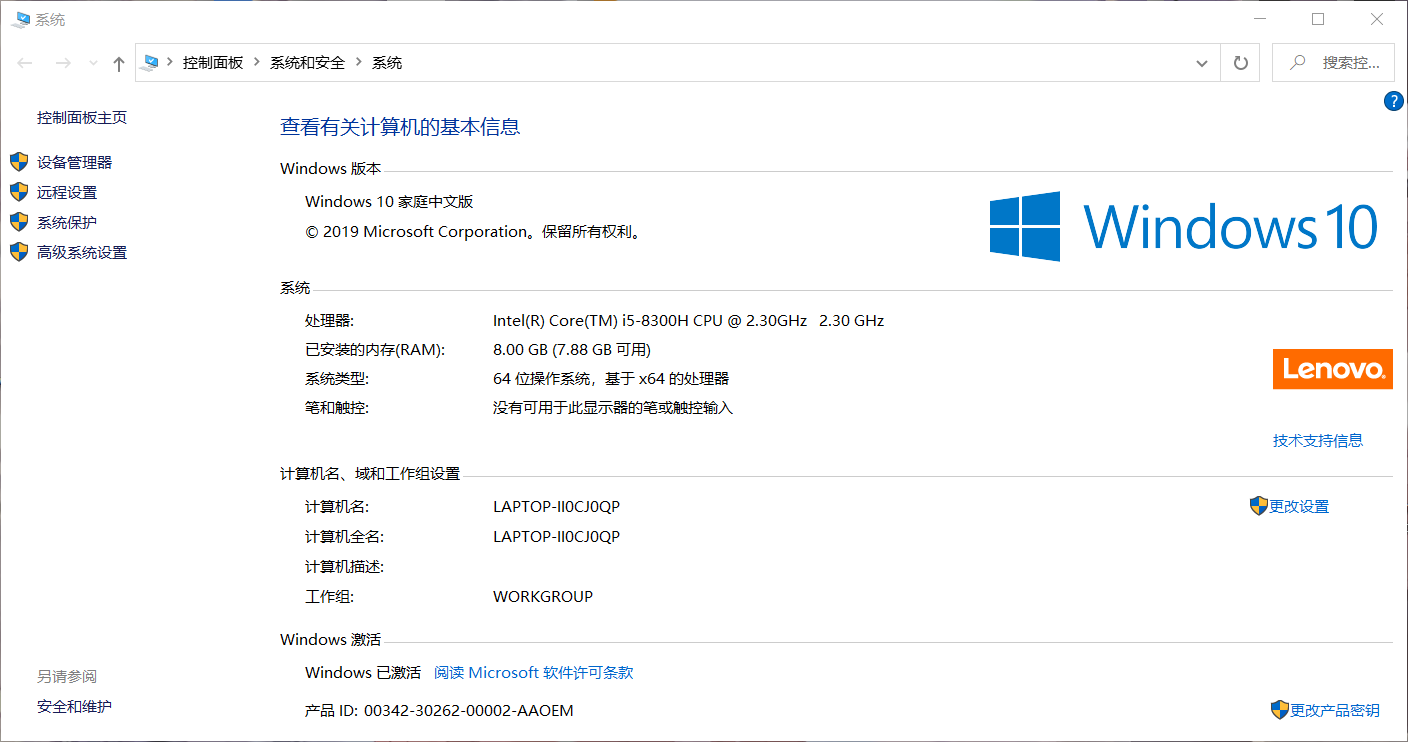 系统
控制面板 系统和安全 系统
搜索控...
控制面板主页
设备管理器
远程设置
系统保护
高级系统设置
查看有关计算机的基本信息
Windows 版本
Windows 10 家庭中文版
© 2019 Microsoft Corporation。保留所有权利。
Windows 10
系统
处理器: Intel(R) Core(TM) i5-8300H CPU @ 2.30GHz 2.30 GHz
已安装的内存(RAM): 8.00 GB (7.88 GB 可用)
系统类型: 64 位操作系统，基于 x64 的处理器
笔和触控: 没有可用于此显示器的笔或触控输入
Lenovo
技术支持信息
计算机名、域和工作组设置
计算机名: LAPTOP-II0CJ0QP 更改设置
计算机全名: LAPTOP-II0CJ0QP
计算机描述:
工作组: WORKGROUP
Windows 激活
Windows 已激活 阅读 Microsoft 软件许可条款
产品 ID: 00342-30262-00002-AAOEM 更改产品密钥
另请参阅
安全和维护